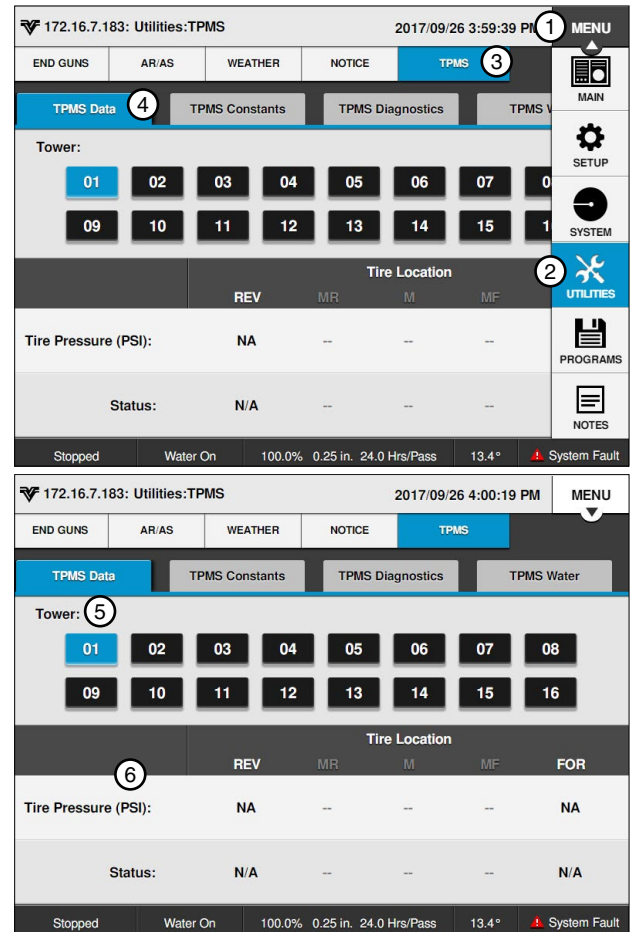 172.16.7.183: Utilities:TPMS 2017/09/26 3:59:39 PM 1 MENU
END GUNS AR/AS WEATHER NOTICE TPMS 3
MAIN
TPMS Data 4 TPMS Constants TPMS Diagnostics TPMS W
Tower:
SETUP
01 02 03 04 05 06 07 0
09 10 11 12 13 14 15 1
SYSTEM
Tire Location 2
UTILITIES
REV MR M MF
Tire Pressure (PSI): NA -- -- --
PROGRAMS
Status: N/A -- -- --
NOTES
Stopped Water On 100.0% 0.25 in. 24.0 Hrs/Pass 13.4° System Fault
172.16.7.183: Utilities:TPMS 2017/09/26 4:00:19 PM MENU
END GUNS AR/AS WEATHER NOTICE TPMS
TPMS Data TPMS Constants TPMS Diagnostics TPMS Water
Tower: 5
01 02 03 04 05 06 07 08
09 10 11 12 13 14 15 16
Tire Location
6 REV MR M MF FOR
Tire Pressure (PSI): NA -- -- -- NA
Status: N/A -- -- -- N/A
Stopped Water On 100.0% 0.25 in. 24.0 Hrs/Pass 13.4° System Fault